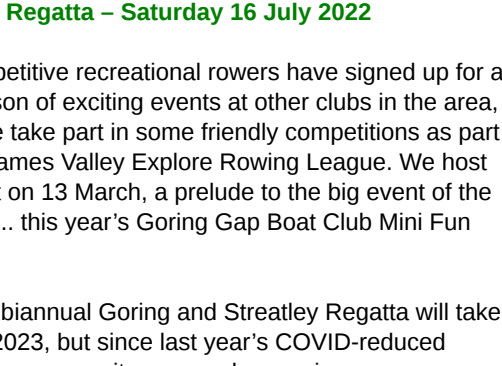 Regatta – Saturday 16 July 2022
petitive recreational rowers have signed up for a
son of exciting events at other clubs in the area,
e take part in some friendly competitions as part
ames Valley Explore Rowing League. We host
t on 13 March, a prelude to the big event of the
.. this year’s Goring Gap Boat Club Mini Fun
biannual Goring and Streatley Regatta will take
2023, but since last year’s COVID-reduced